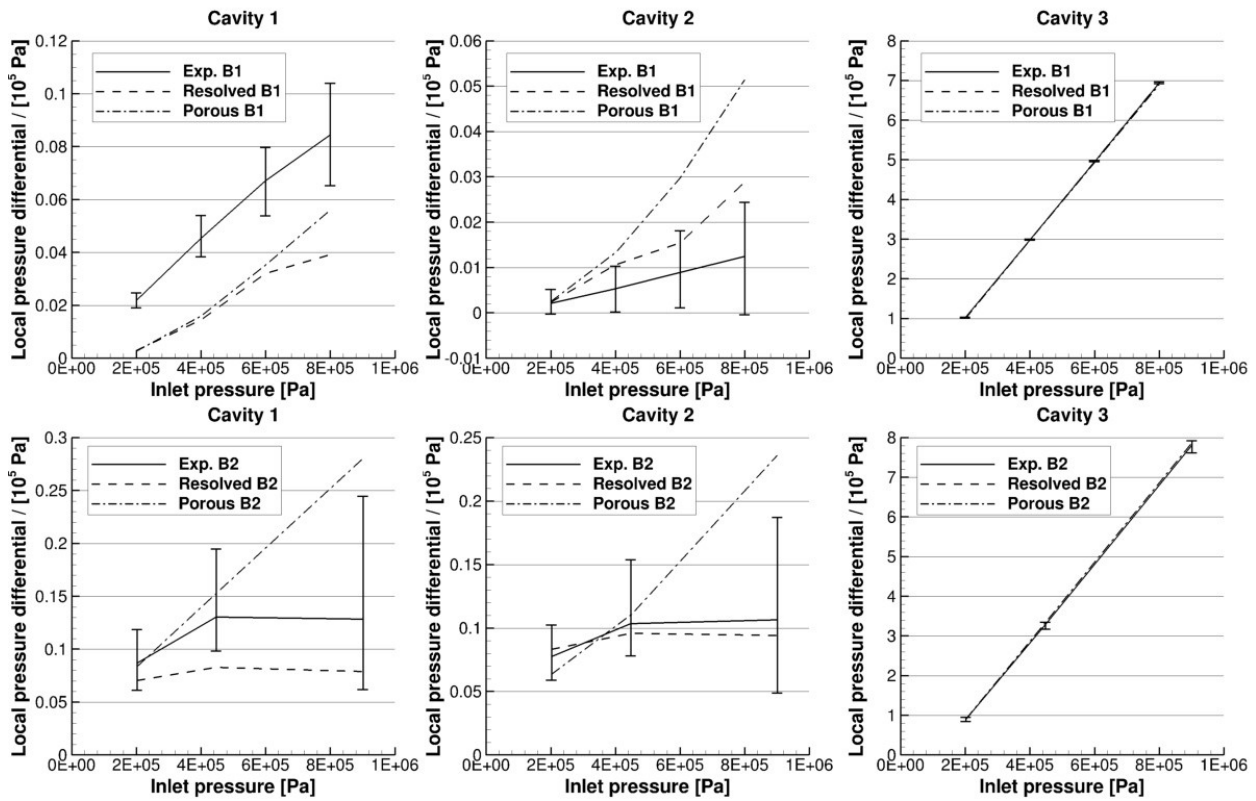 Cavity 1
Local pressure differential / [10⁵ Pa]
0.12
0.1
0.08
0.06
0.04
0.02
0
Exp. B1
Resolved B1
Porous B1
0E+00 2E+05 4E+05 6E+05 8E+05 1E+06
Inlet pressure [Pa]
Cavity 2
Local pressure differential / [10⁵ Pa]
0.06
0.05
0.04
0.03
0.02
0.01
0
-0.01
Exp. B1
Resolved B1
Porous B1
0E+00 2E+05 4E+05 6E+05 8E+05 1E+06
Inlet pressure [Pa]
Cavity 3
Local pressure differential / [10⁵ Pa]
8
7
6
5
4
3
2
1
0
Exp. B1
Resolved B1
Porous B1
0E+00 2E+05 4E+05 6E+05 8E+05 1E+06
Inlet pressure [Pa]
Cavity 1
Local pressure differential / [10⁵ Pa]
0.3
0.25
0.2
0.15
0.1
0.05
0
Exp. B2
Resolved B2
Porous B2
0E+00 2E+05 4E+05 6E+05 8E+05 1E+06
Inlet pressure [Pa]
Cavity 2
Local pressure differential / [10⁵ Pa]
0.25
0.2
0.15
0.1
0.05
0
Exp. B2
Resolved B2
Porous B2
0E+00 2E+05 4E+05 6E+05 8E+05 1E+06
Inlet pressure [Pa]
Cavity 3
Local pressure differential / [10⁵ Pa]
8
7
6
5
4
3
2
1
0
Exp. B2
Resolved B2
Porous B2
0E+00 2E+05 4E+05 6E+05 8E+05 1E+06
Inlet pressure [Pa]